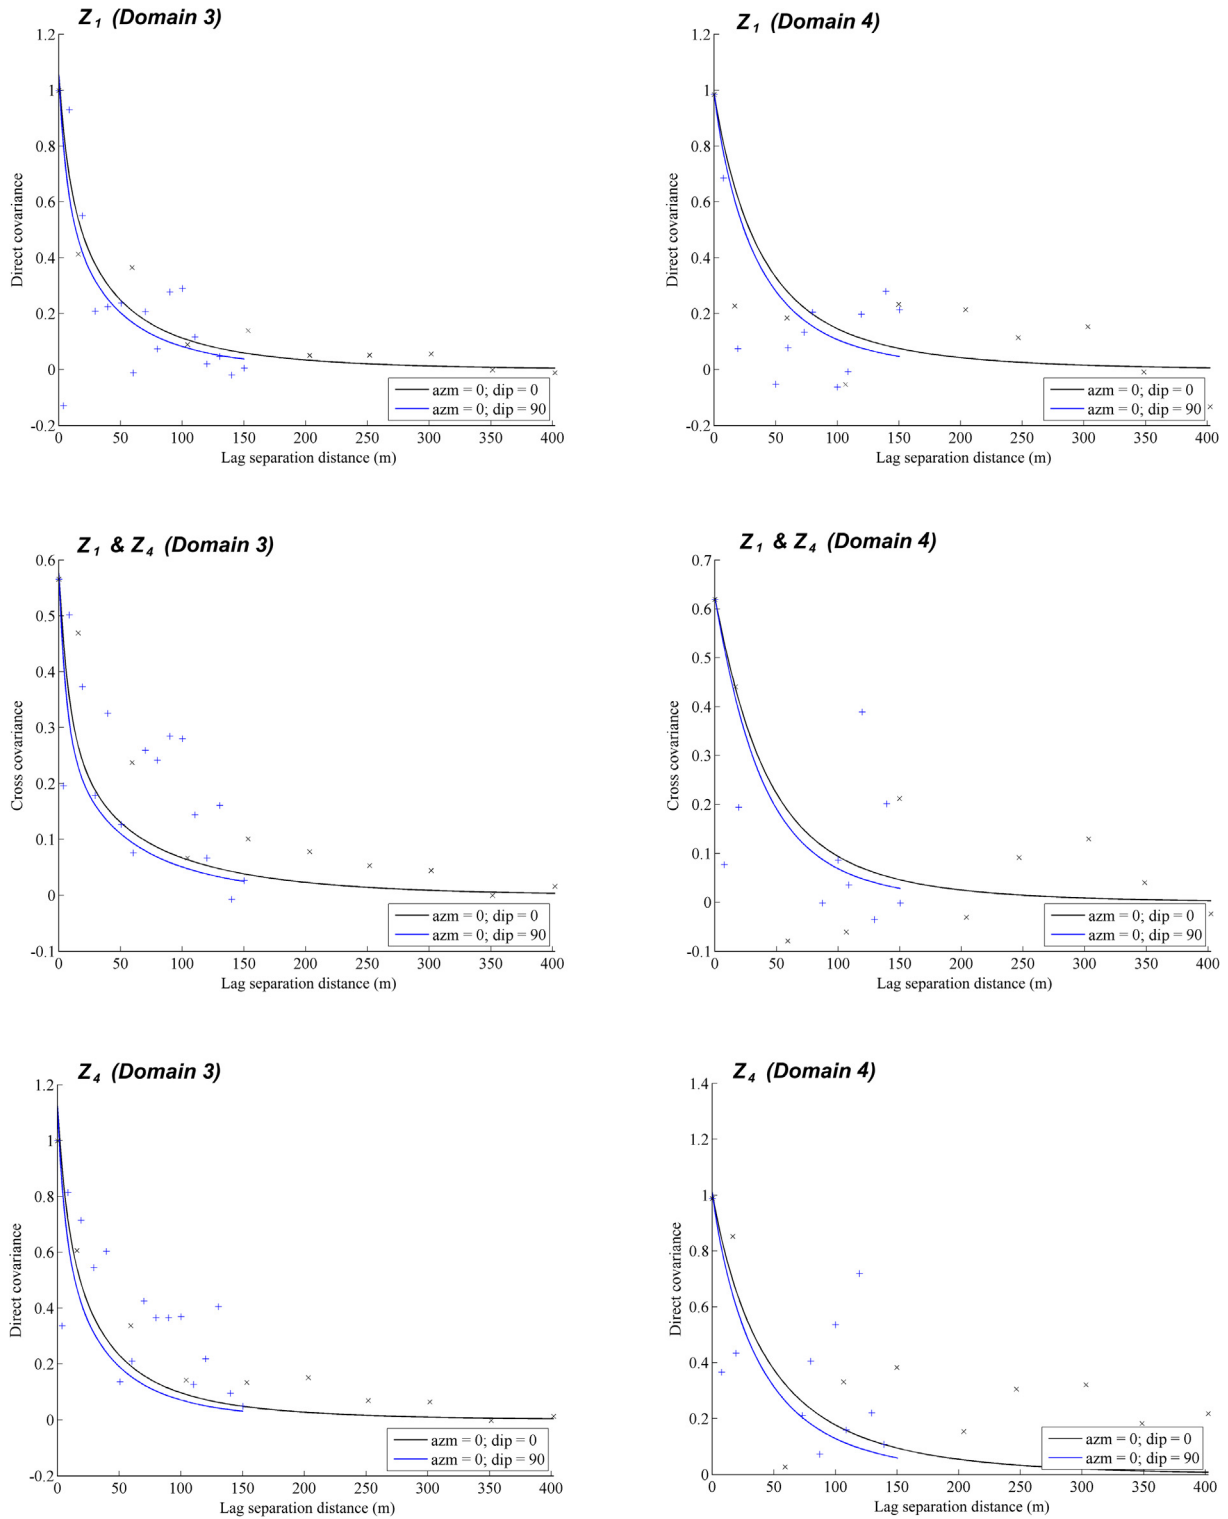 Z1 (Domain 3)
1.2
1
0.8
0.6
0.4
0.2
0
-0.2
Direct covariance
0 50 100 150 200 250 300 350 400
Lag separation distance (m)
azm = 0; dip = 0
azm = 0; dip = 90
Z1 (Domain 4)
1.2
1
0.8
0.6
0.4
0.2
0
-0.2
Direct covariance
0 50 100 150 200 250 300 350 400
Lag separation distance (m)
azm = 0; dip = 0
azm = 0; dip = 90
Z1 & Z4 (Domain 3)
0.6
0.5
0.4
0.3
0.2
0.1
0
-0.1
Cross covariance
0 50 100 150 200 250 300 350 400
Lag separation distance (m)
azm = 0; dip = 0
azm = 0; dip = 90
Z1 & Z4 (Domain 4)
0.7
0.6
0.5
0.4
0.3
0.2
0.1
0
-0.1
Cross covariance
0 50 100 150 200 250 300 350 400
Lag separation distance (m)
azm = 0; dip = 0
azm = 0; dip = 90
Z4 (Domain 3)
1.2
1
0.8
0.6
0.4
0.2
0
-0.2
Direct covariance
0 50 100 150 200 250 300 350 400
Lag separation distance (m)
azm = 0; dip = 0
azm = 0; dip = 90
Z4 (Domain 4)
1.4
1.2
1
0.8
0.6
0.4
0.2
0
Direct covariance
0 50 100 150 200 250 300 350 400
Lag separation distance (m)
azm = 0; dip = 0
azm = 0; dip = 90